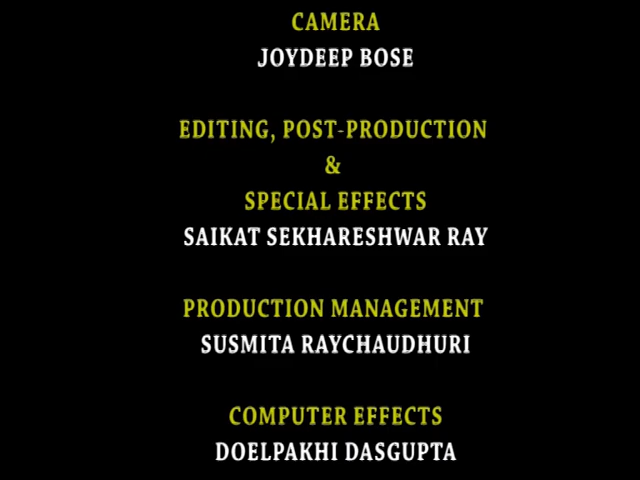 CAMERA
JOYDEEP BOSE
EDITING, POST-PRODUCTION
&
SPECIAL EFFECTS
SAIKAT SEKHARESHWAR RAY
PRODUCTION MANAGEMENT
SUSMITA RAYCHAUDHURI
COMPUTER EFFECTS
DOELPAKHI DASGUPTA